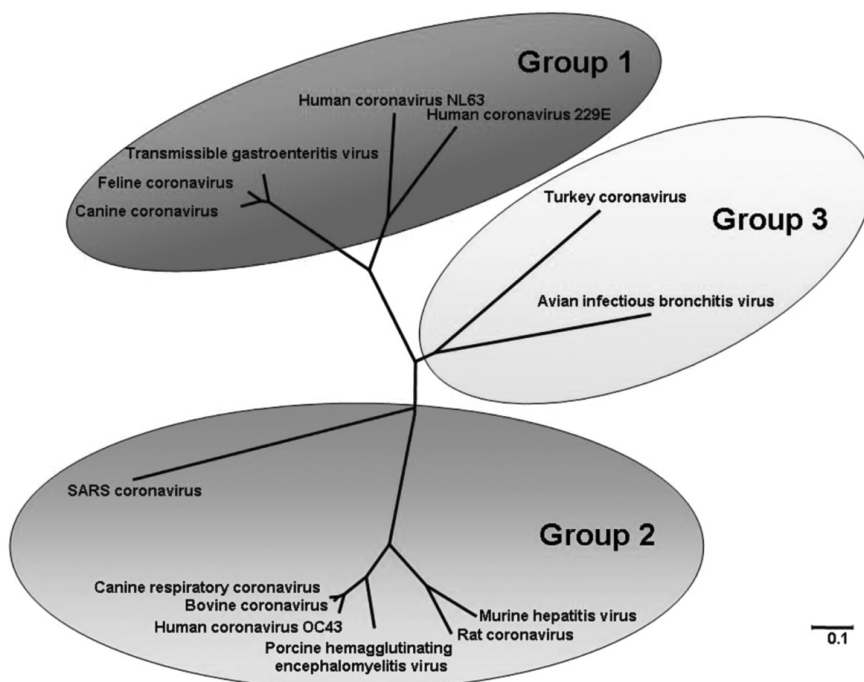 Group 1
Human coronavirus NL63
Human coronavirus 229E
Transmissible gastroenteritis virus
Feline coronavirus
Canine coronavirus
Turkey coronavirus
Group 3
Avian infectious bronchitis virus
SARS coronavirus
Group 2
Canine respiratory coronavirus
Bovine coronavirus
Human coronavirus OC43
Porcine hemagglutinating
encephalomyelitis virus
Murine hepatitis virus
Rat coronavirus
0.1